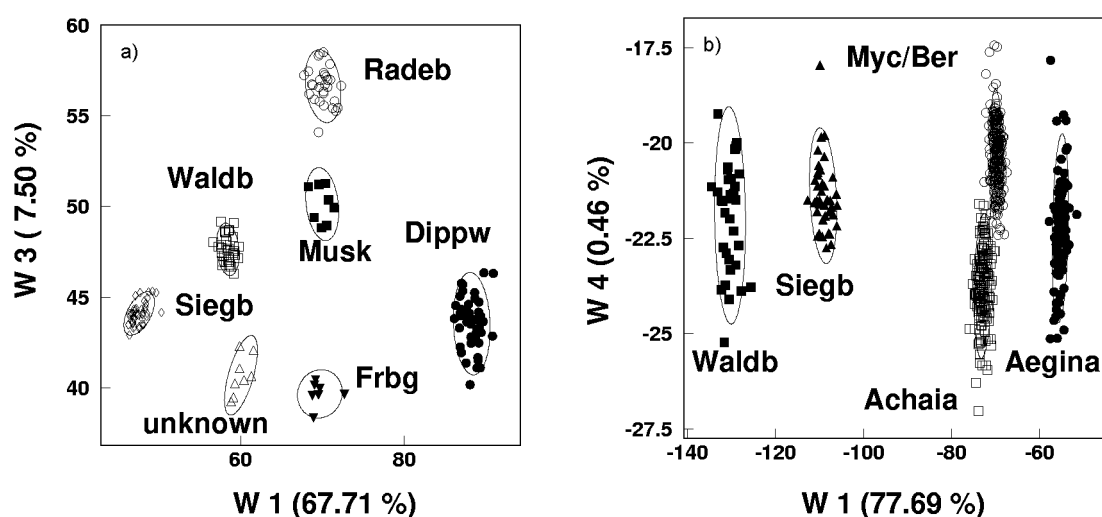 a)
60
55
50
45
40
W 3 ( 7.50 %)
Radeb
Waldb
Musk
Dippw
Siegb
Frbg
unknown
60
80
W 1 (67.71 %)
b)
-17.5
-20
-22.5
-25
-27.5
W 4 (0.46 %)
Myc/Ber
Siegb
Waldb
Aegina
Achaia
-140
-120
-100
-80
-60
W 1 (77.69 %)